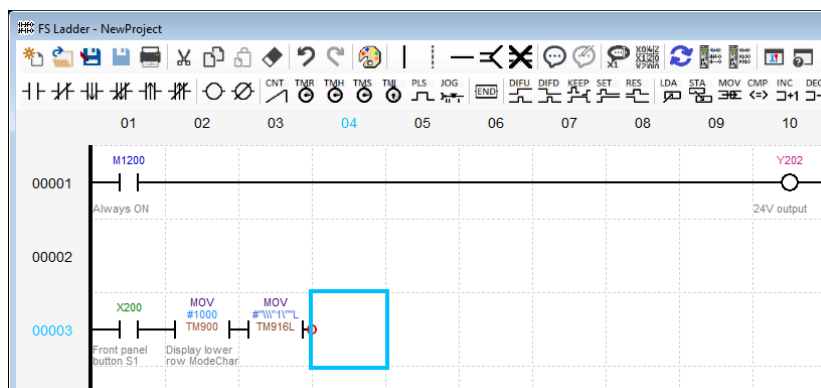 FS Ladder - NewProject
CNT TMR TMH TMS TMI PLS JOG END DIFU DIFD KEEP SET RES LDA STA MOV CMP INC DEC
01 02 03 04 05 06 07 08 09 10
M1200 Y202
00001
Always ON 24V output
00002
X200 MOV MOV
#1000 #"\\\"1\""L
00003 TM900 TM916L
Front panel Display lower
button S1 row ModeChar